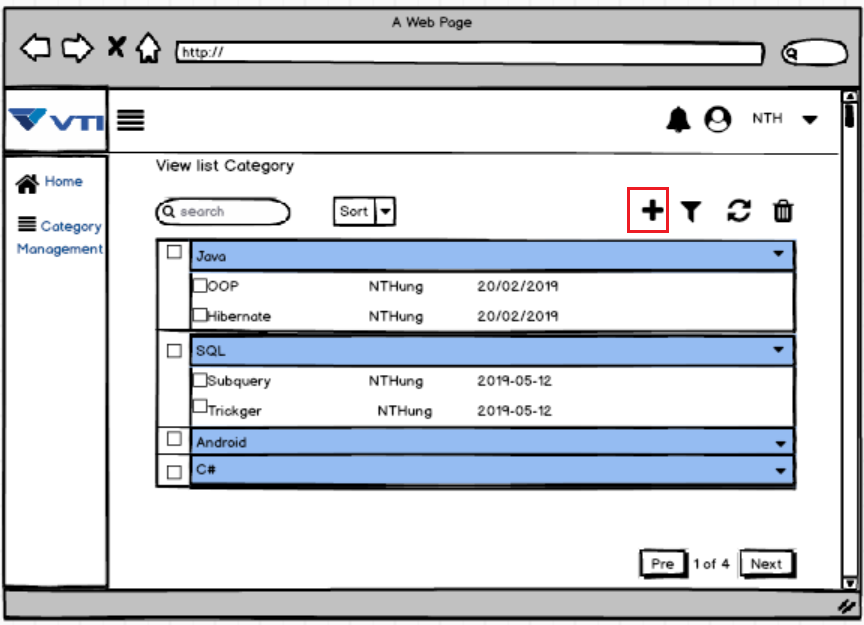 A Web Page
http://
VTI
NTH
Home
Category
Management
View list Category
search
Sort
Java
OOP NTHung 20/02/2019
Hibernate NTHung 20/02/2019
SQL
Subquery NTHung 2019-05-12
Trickger NTHung 2019-05-12
Android
C#
Pre 1 of 4 Next